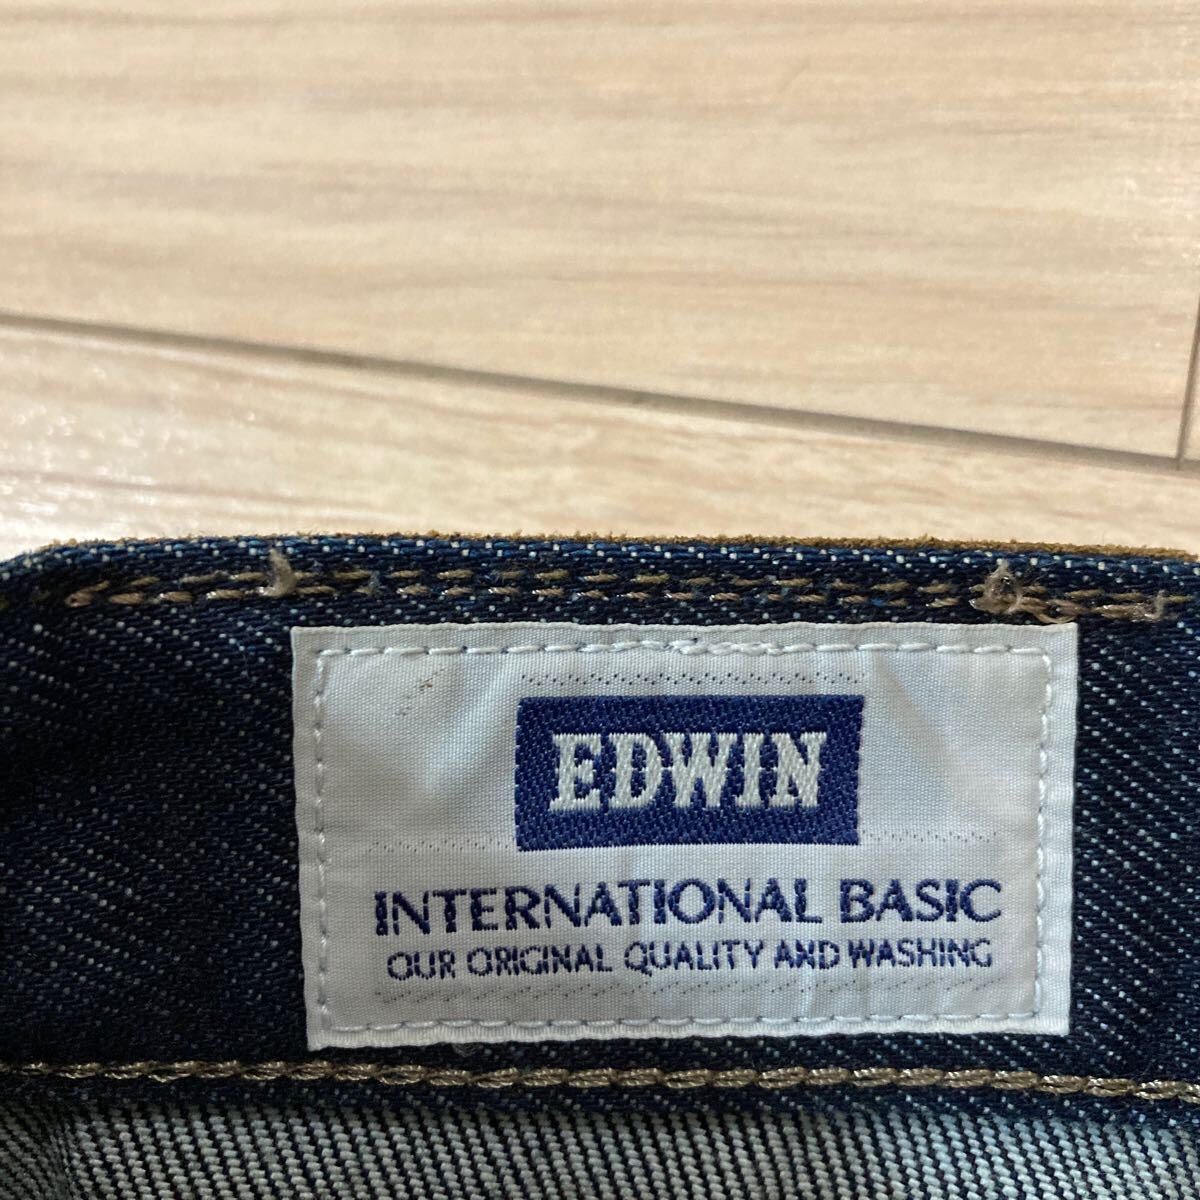 EDWIN
INTERNATIONAL BASIC
OUR ORIGINAL QUALITY AND WASHING